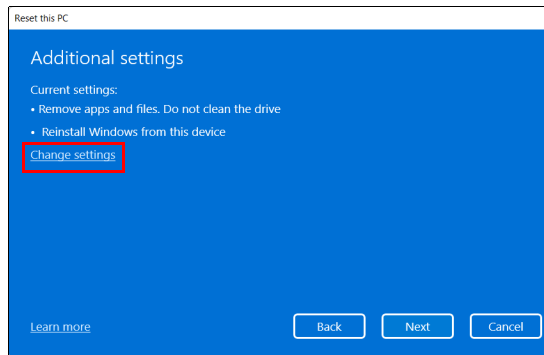 Reset this PC
Additional settings
Current settings:
• Remove apps and files. Do not clean the drive
• Reinstall Windows from this device
Change settings
Learn more
Back
Next
Cancel